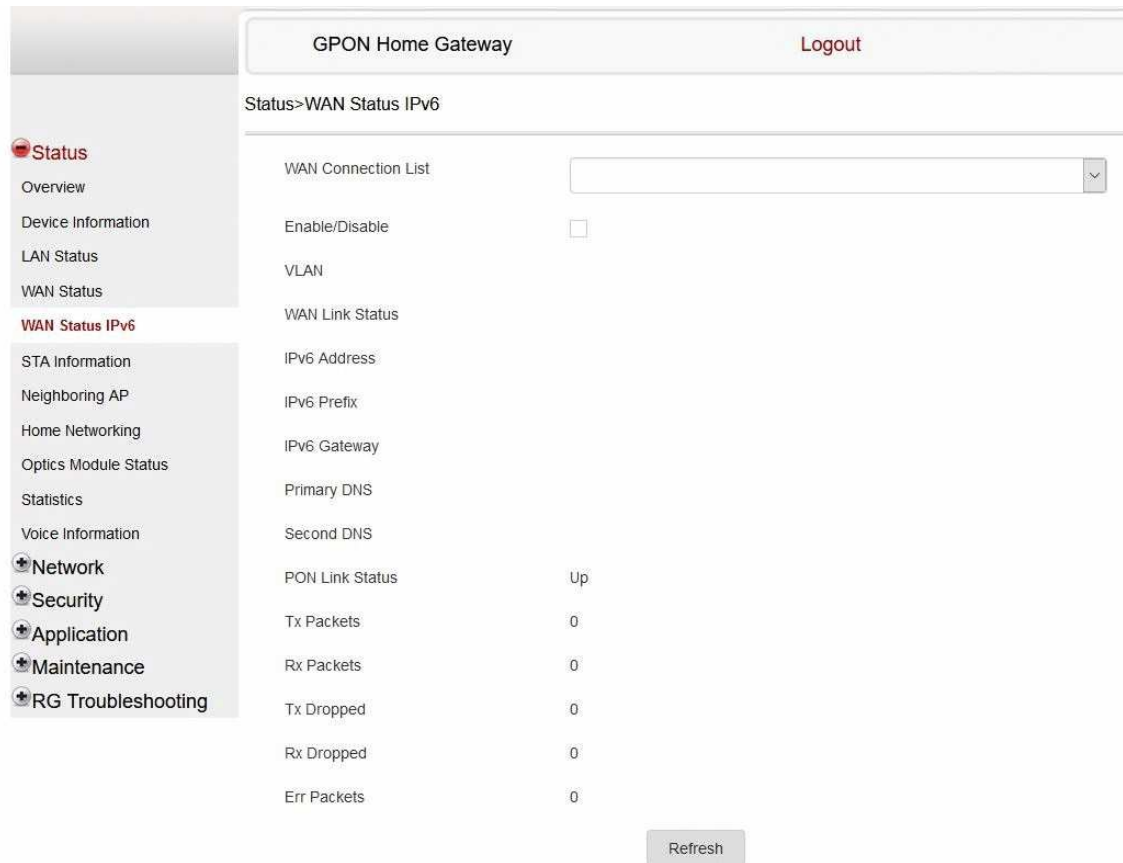 GPON Home Gateway
Logout
Status>WAN Status IPv6
Status
Overview
Device Information
LAN Status
WAN Status
WAN Status IPv6
STA Information
Neighboring AP
Home Networking
Optics Module Status
Statistics
Voice Information
Network
Security
Application
Maintenance
RG Troubleshooting
WAN Connection List
Enable/Disable
VLAN
WAN Link Status
IPv6 Address
IPv6 Prefix
IPv6 Gateway
Primary DNS
Second DNS
PON Link Status Up
Tx Packets 0
Rx Packets 0
Tx Dropped 0
Rx Dropped 0
Err Packets 0
Refresh